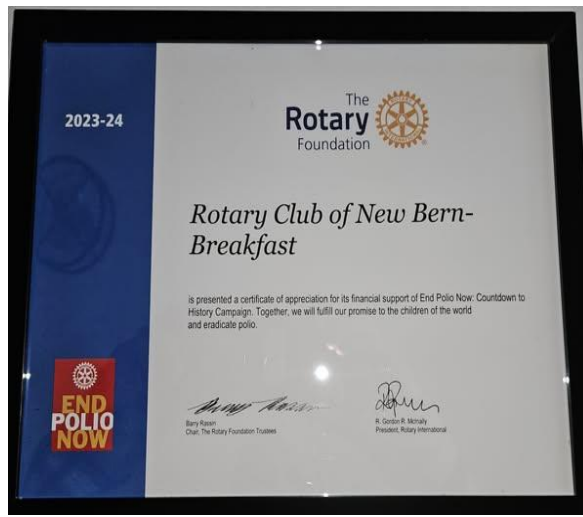 2023-24
The
Rotary
Foundation
Rotary Club of New Bern-
Breakfast
is presented a certificate of appreciation for its financial support of End Polio Now: Countdown to
History Campaign. Together, we will fulfill our promise to the children of the world
and eradicate polio.
Barry Rassin
Chair, The Rotary Foundation Trustees
R. Gordon R. McInally
President, Rotary International
END
POLIO
NOW